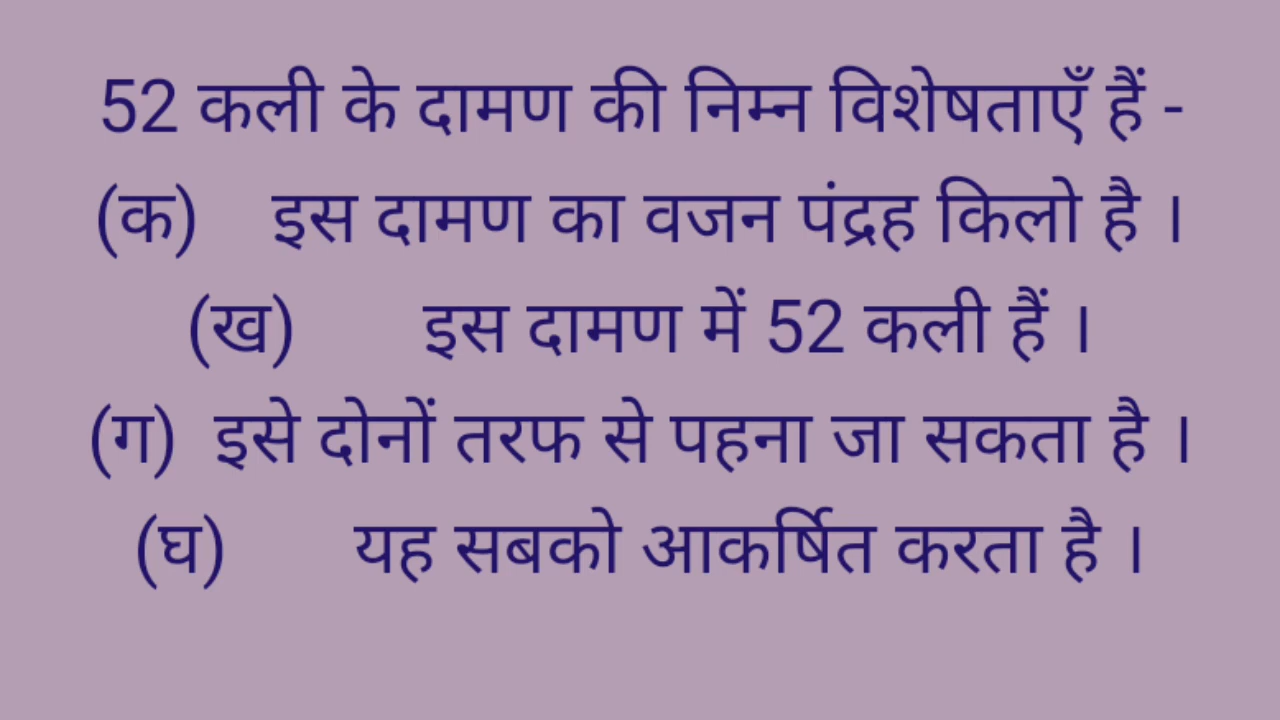 52 कली के दामण की निम्न विशेषताएँ हैं -
(क) इस दामण का वजन पंद्रह किलो है ।
(ख) इस दामण में 52 कली हैं ।
(ग) इसे दोनों तरफ से पहना जा सकता है ।
(घ) यह सबको आकर्षित करता है ।